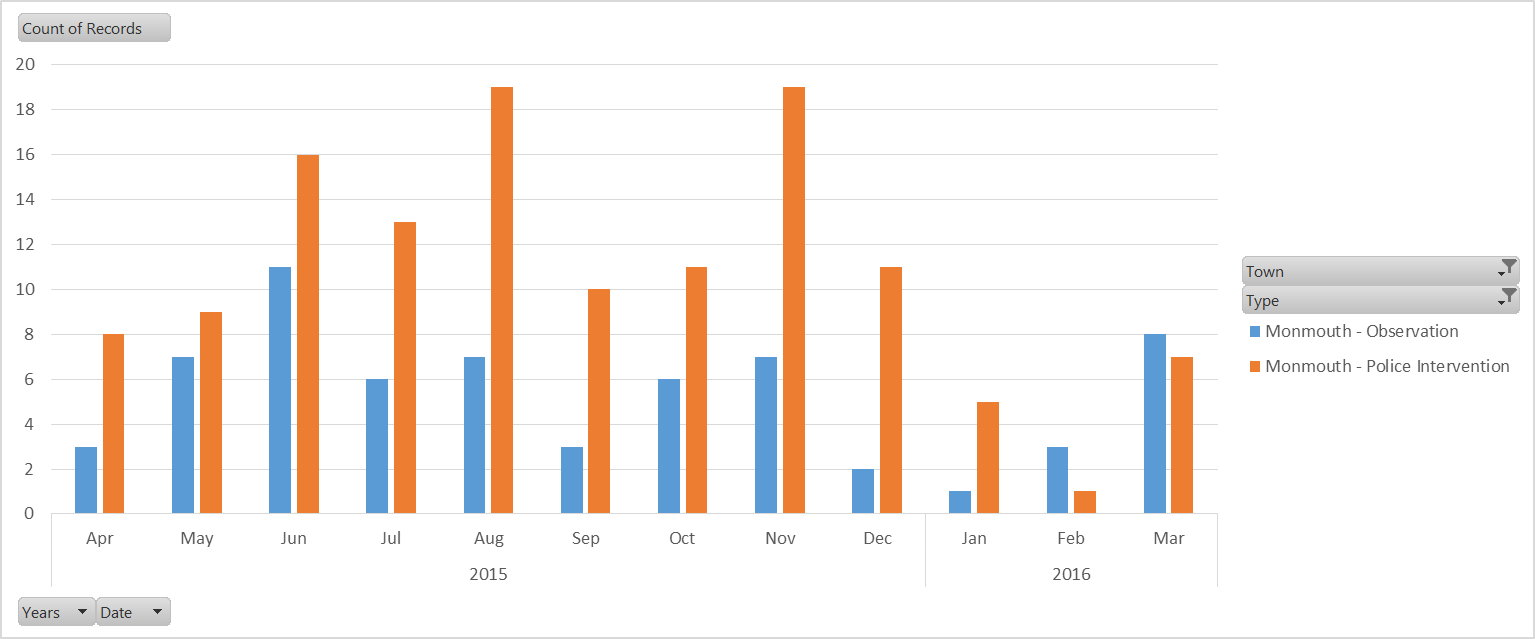 Count of Records
20
18
16
14
12
10
8
6
4
2
0
Apr May Jun Jul Aug Sep Oct Nov Dec Jan Feb Mar
2015 2016
Town
Type
Monmouth - Observation
Monmouth - Police Intervention
Years Date